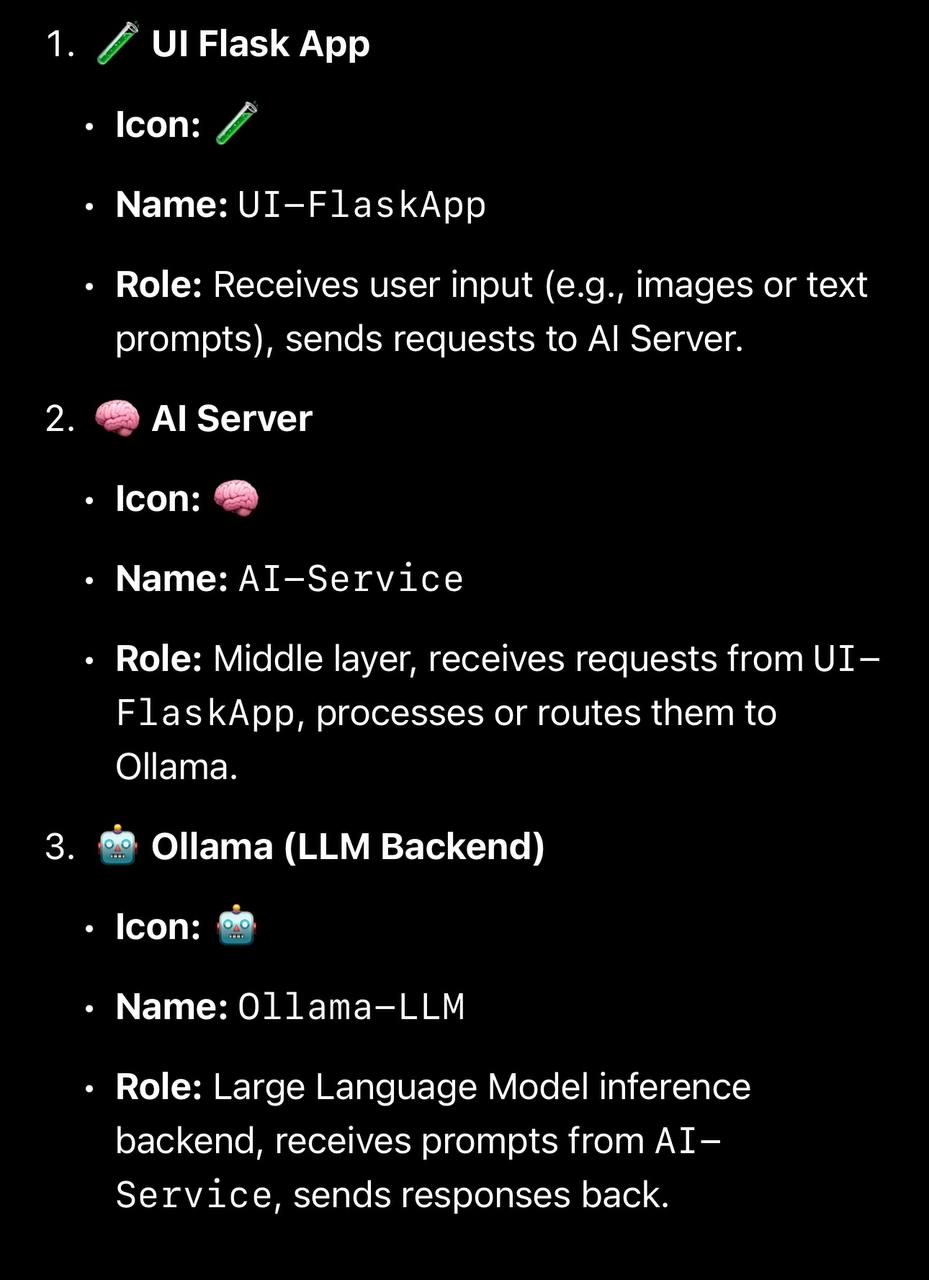 1. 🧪 UI Flask App
• Icon: 🧪
• Name: UI-FlaskApp
• Role: Receives user input (e.g., images or text
prompts), sends requests to AI Server.
2. 🧠 AI Server
• Icon: 🧠
• Name: AI-Service
• Role: Middle layer, receives requests from UI-
FlaskApp, processes or routes them to
Ollama.
3. 🤖 Ollama (LLM Backend)
• Icon: 🤖
• Name: Ollama-LLM
• Role: Large Language Model inference
backend, receives prompts from AI-
Service, sends responses back.